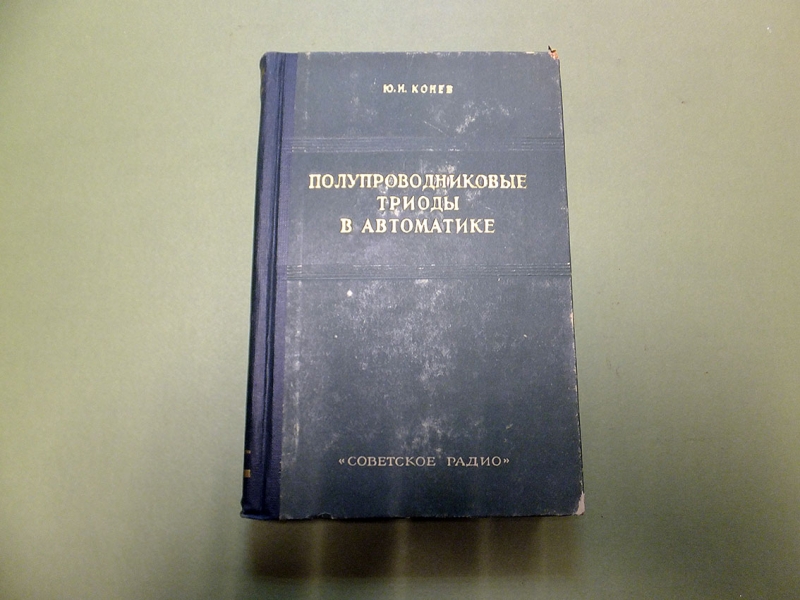 Ю.И. КОНЕВ
ПОЛУПРОВОДНИКОВЫЕ
ТРИОДЫ
В АВТОМАТИКЕ
«СОВЕТСКОЕ РАДИО»